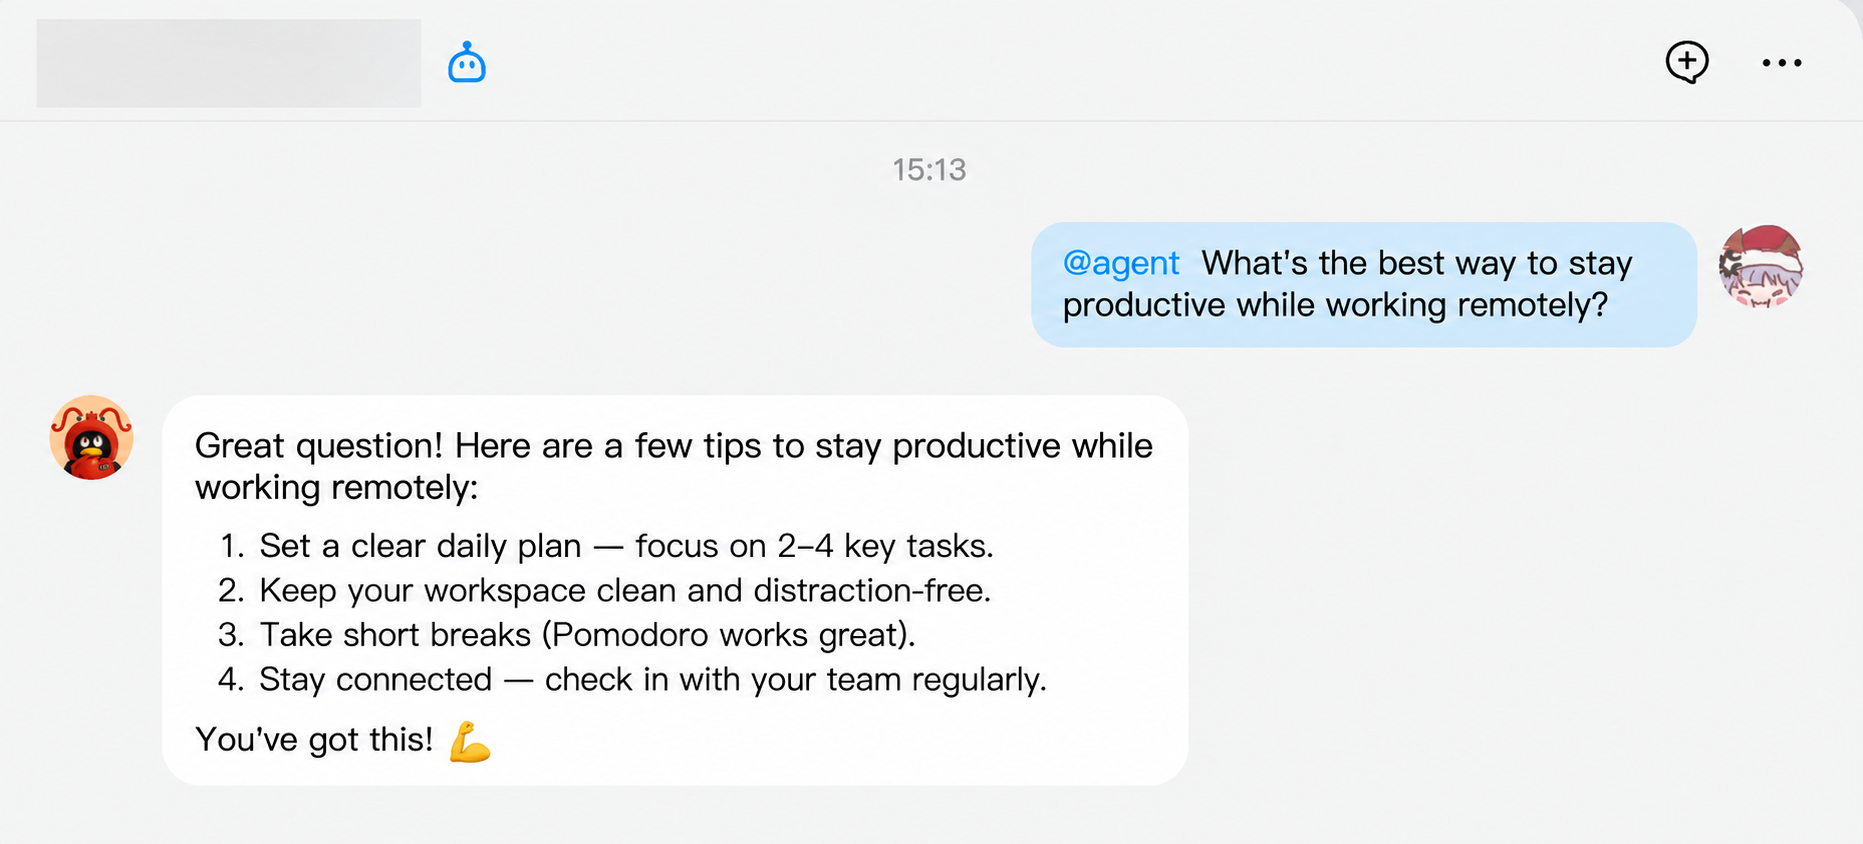 15:13
@agent What's the best way to stay
productive while working remotely?
Great question! Here are a few tips to stay productive while
working remotely:
1. Set a clear daily plan — focus on 2–4 key tasks.
2. Keep your workspace clean and distraction-free.
3. Take short breaks (Pomodoro works great).
4. Stay connected — check in with your team regularly.
You've got this! 💪